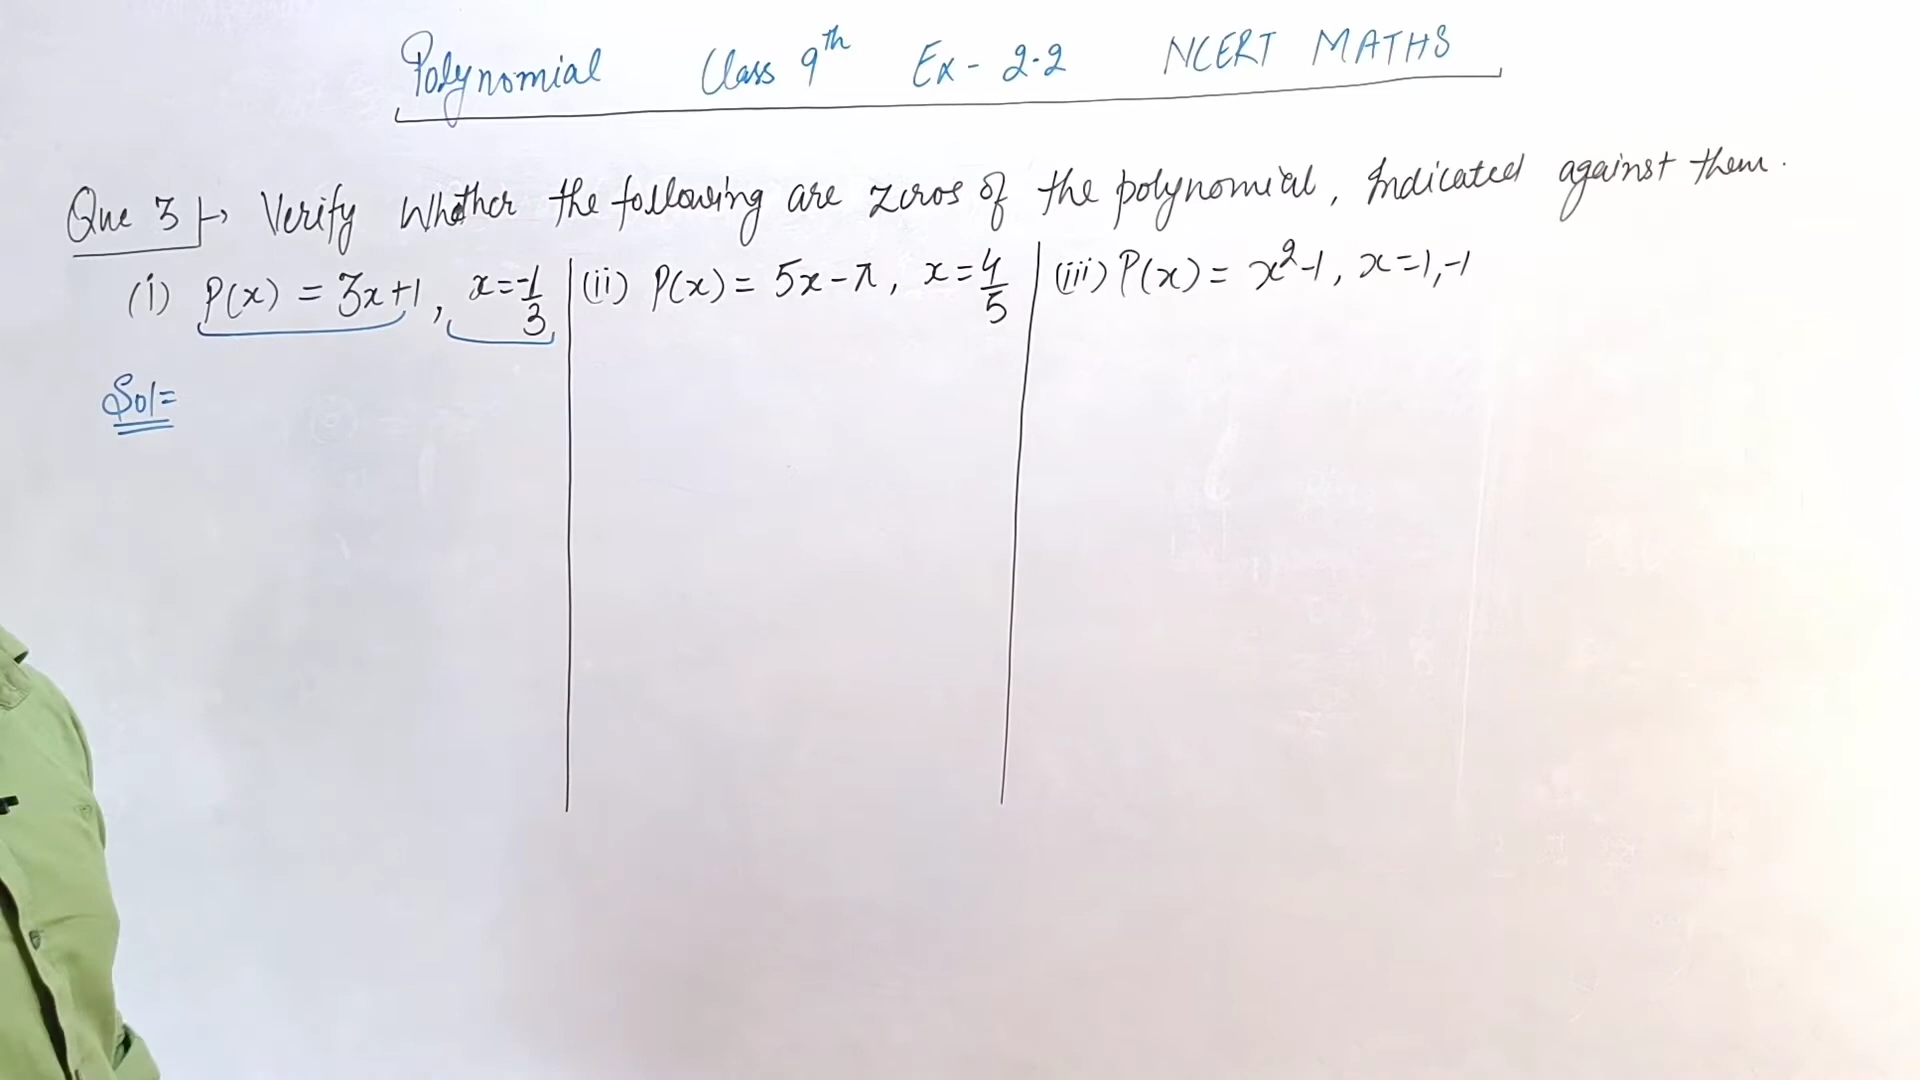 Polynomial Class 9th Ex - 2.2 NCERT MATHS
Que 3 → Verify Whether the following are zeros of the polynomial, Indicated against them.
(i) P(x) = 3x+1, x = -1/3 (ii) P(x) = 5x-π, x = 4/5 (iii) P(x) = x²-1, x=1,-1
Sol=